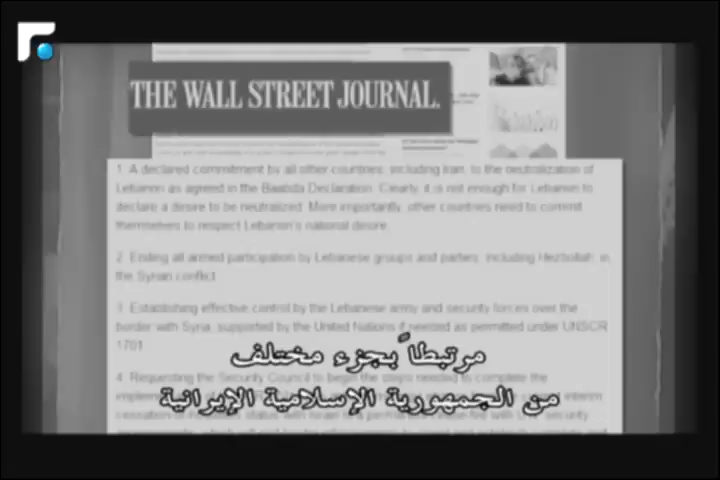 THE WALL STREET JOURNAL.
1. A declared commitment by all other countries, including Iran, to the neutralization of
Lebanon as agreed in the Baabda Declaration. Clearly, it is not enough for Lebanon to
declare a desire to be neutralized. More importantly, other countries need to commit
themselves to respect Lebanon's national desire.
2. Ending all armed participation by Lebanese groups and parties, including Hezbollah, in
the Syrian conflict.
3. Establishing effective control by the Lebanese army and security forces over the
border with Syria, supported by the United Nations if needed as permitted under UNSCR
1701.
4. Requesting the Security Council to begin the steps needed to complete the
مرتبطاً بجزء مختلف
من الجمهورية الإسلامية الإيرانية